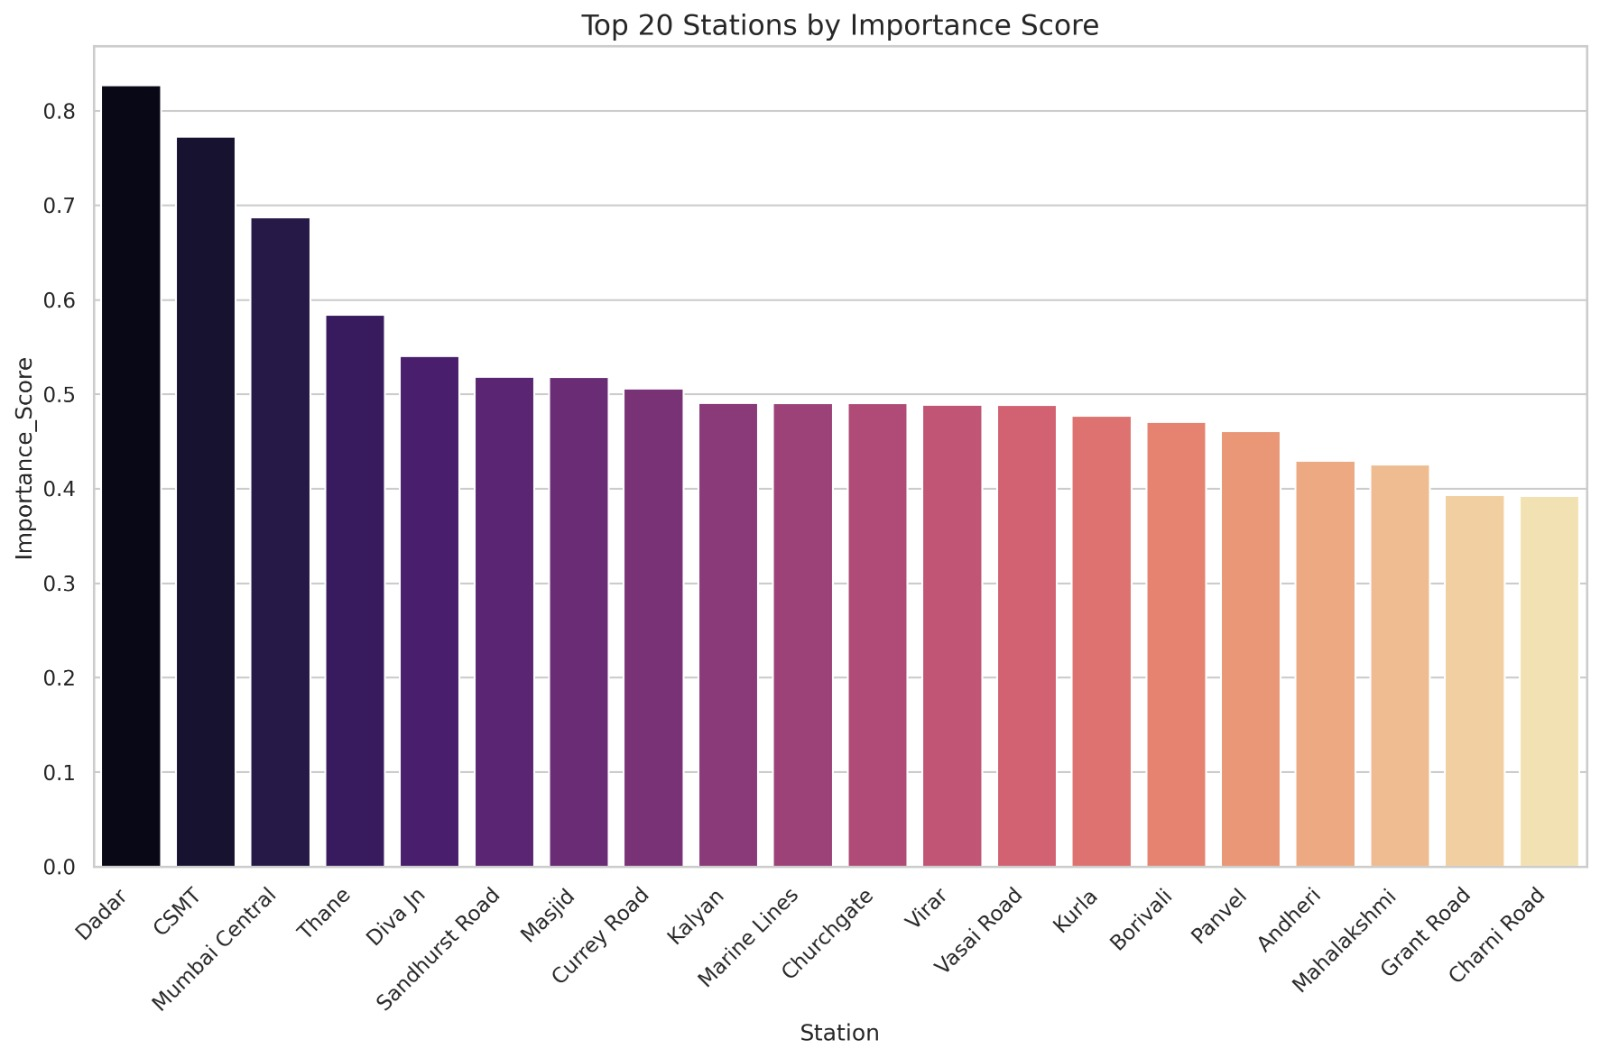 Top 20 Stations by Importance Score
Importance_Score
0.8
0.7
0.6
0.5
0.4
0.3
0.2
0.1
0.0
Dadar
CSMT
Mumbai Central
Thane
Diva Jn
Sandhurst Road
Masjid
Currey Road
Kalyan
Marine Lines
Churchgate
Virar
Vasai Road
Kurla
Borivali
Panvel
Andheri
Mahalakshmi
Grant Road
Charni Road
Station